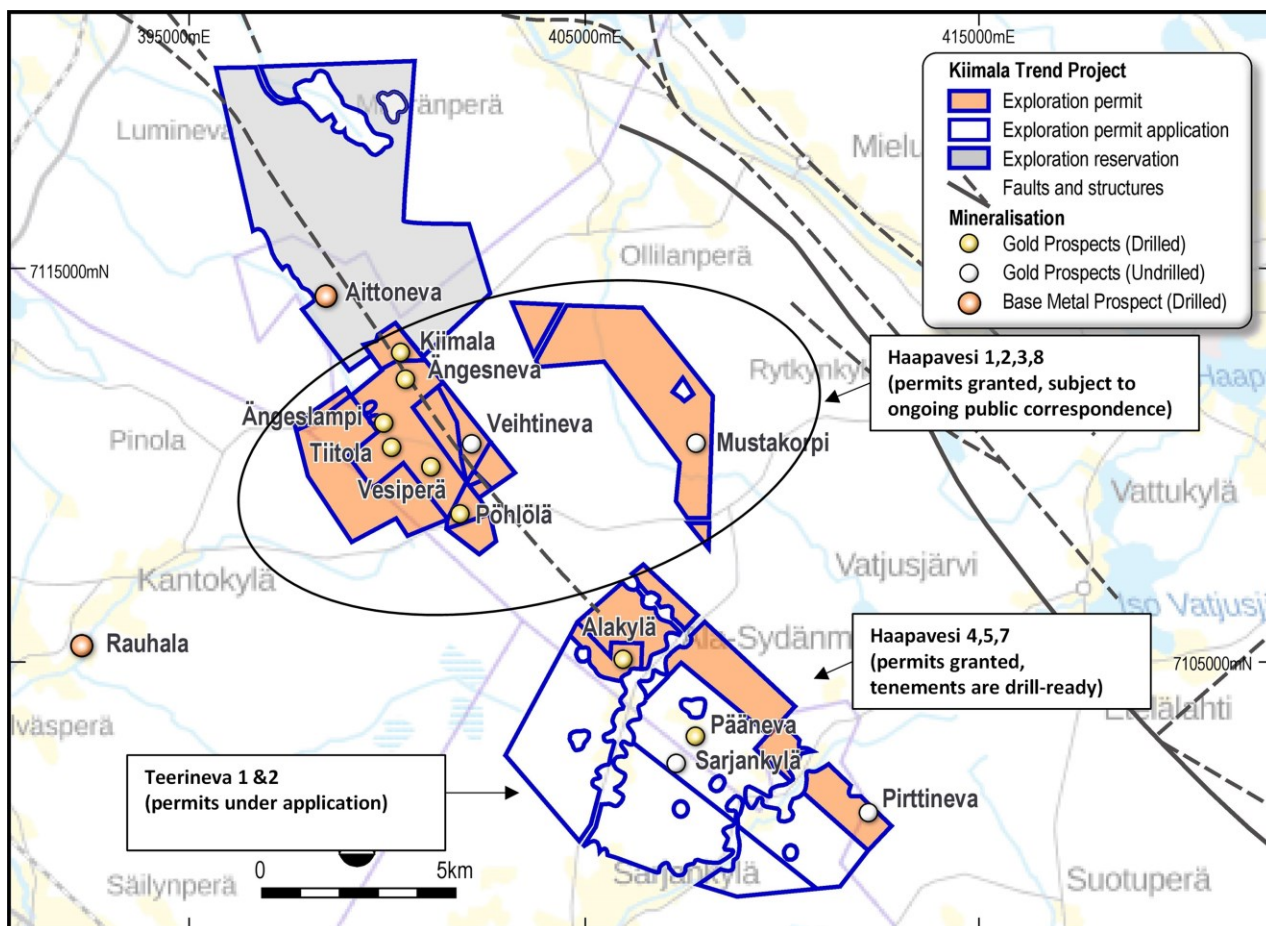 395000mE
405000mE
415000mE
Kiimala Trend Project
Exploration permit
Exploration permit application
Exploration reservation
Faults and structures
Mineralisation
Gold Prospects (Drilled)
Gold Prospects (Undrilled)
Base Metal Prospect (Drilled)
Lumineva
Ollilanperä
7115000mN
Aittoneva
Kiimala
Ängesneva
Haapavesi 1,2,3,8
(permits granted, subject to
ongoing public correspondence)
Ängeslampi
Veihtineva
Mustakorpi
Pinola
Tiitola
Vesiperä
Vattukylä
Pöhlölä
Kantokylä
Vatjusjärvi
Alakylä
Rauhala
Haapavesi 4,5,7
(permits granted,
tenements are drill-ready)
7105000mN
Pääneva
Sarjankylä
Teerineva 1 &2
(permits under application)
Pirttineva
0 5km
Säilynperä
Sarjankylä
Suotuperä